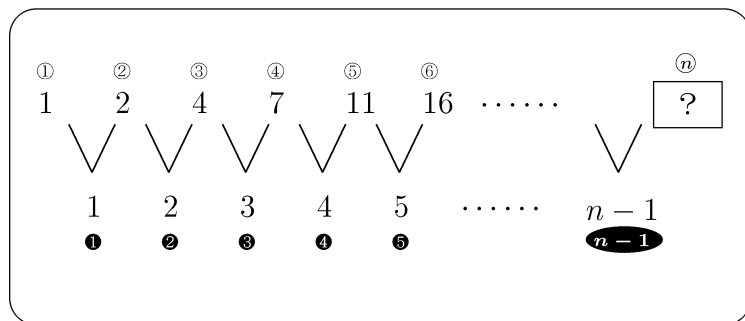 ① ② ③ ④ ⑤ ⑥ ⓝ
1 2 4 7 11 16 ⋯⋯ ?
1 2 3 4 5 ⋯⋯ n − 1
❶ ❷ ❸ ❹ ❺ n − 1